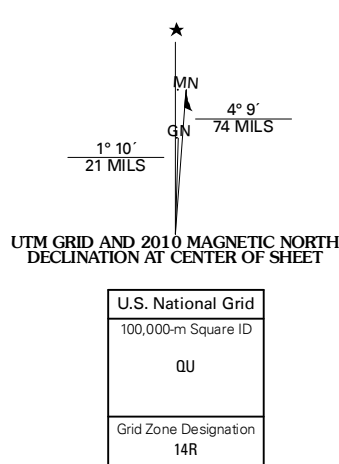 ★
MN
GN
4° 9´
74 MILS
1° 10´
21 MILS
UTM GRID AND 2010 MAGNETIC NORTH
DECLINATION AT CENTER OF SHEET
U.S. National Grid
100,000-m Square ID
QU
Grid Zone Designation
14R